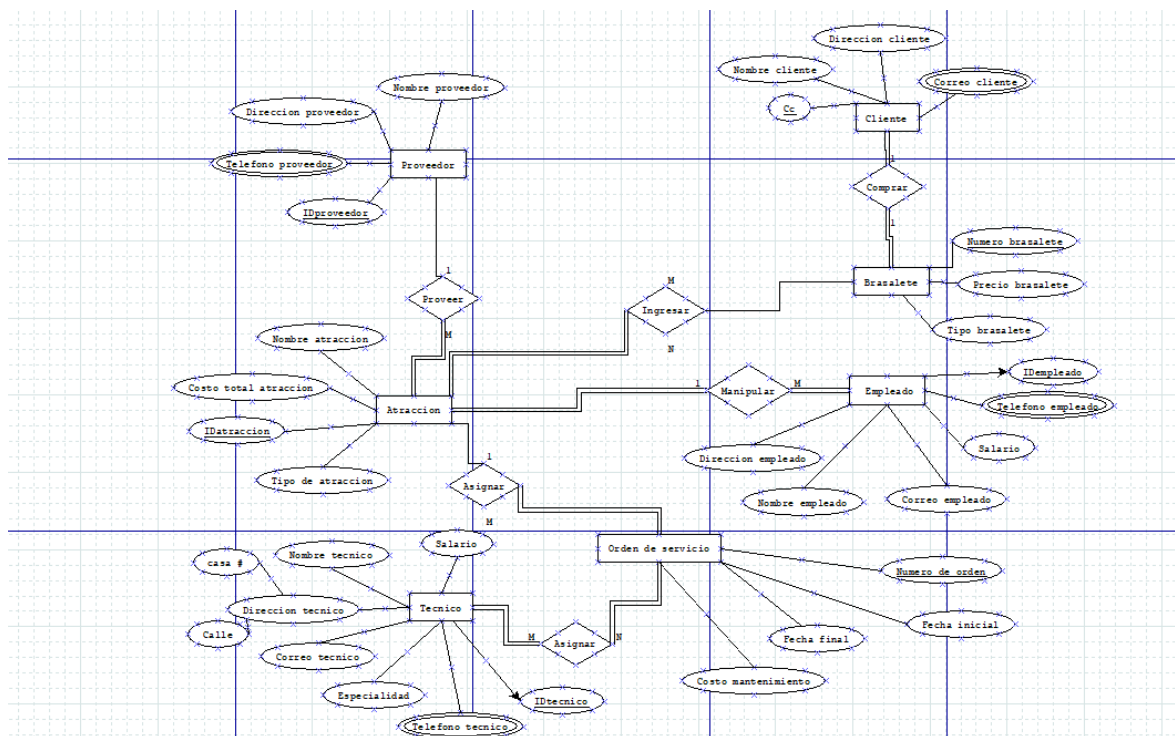 Direccion cliente
Nombre cliente
Correo cliente
Nombre proveedor
Cc
Cliente
Direccion proveedor
1
Telefono proveedor
Proveedor
Comprar
IDproveedor
1
Numero brasalete
1
M
Brasalete
Precio brasalete
Proveer
Ingresar
Tipo brasalete
M
Nombre atraccion
N
IDempleado
Costo total atraccion
1
Manipular
M
Empleado
Telefono empleado
Atraccion
IDatraccion
Salario
1
Direccion empleado
Tipo de atraccion
Asignar
Nombre empleado
Correo empleado
M
Salario
Nombre tecnico
Orden de servicio
casa #
Numero de orden
Direccion tecnico
Tecnico
Fecha inicial
Calle
M
Asignar
N
Fecha final
Correo tecnico
Costo mantenimiento
Especialidad
IDtecnico
Telefono tecnico